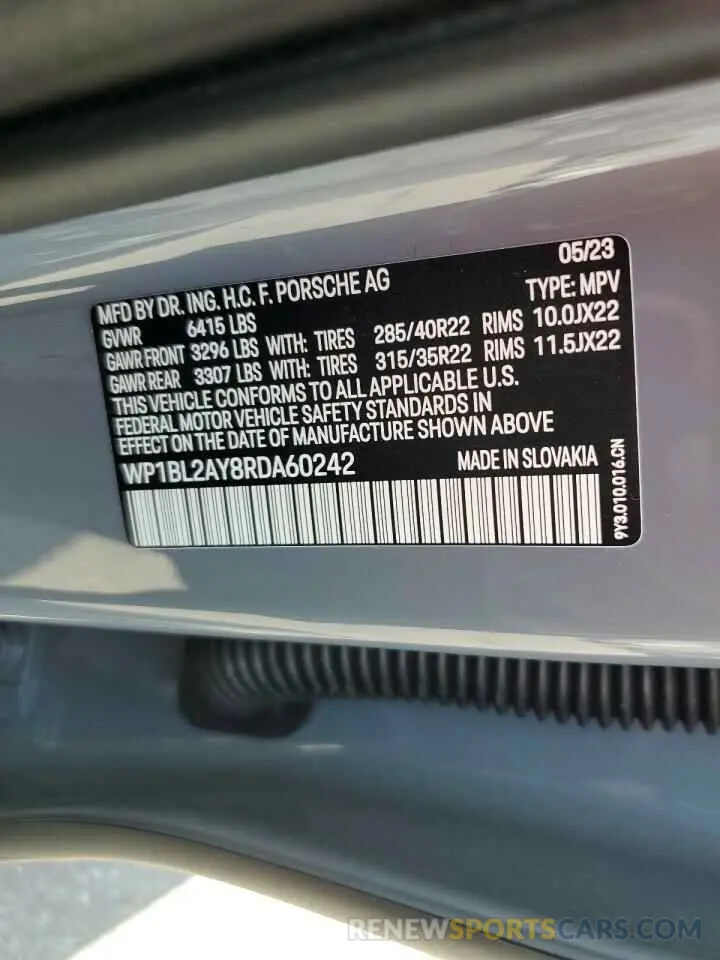 05/23
MFD BY DR. ING. H.C. F. PORSCHE AG TYPE: MPV
GVWR 6415 LBS
GAWR FRONT 3296 LBS WITH: TIRES 285/40R22 RIMS 10.0JX22
GAWR REAR 3307 LBS WITH: TIRES 315/35R22 RIMS 11.5JX22
THIS VEHICLE CONFORMS TO ALL APPLICABLE U.S.
FEDERAL MOTOR VEHICLE SAFETY STANDARDS IN
EFFECT ON THE DATE OF MANUFACTURE SHOWN ABOVE
WP1BL2AY8RDA60242 MADE IN SLOVAKIA
9Y3.010.016.CN
RENEWSPORTSCARS.COM